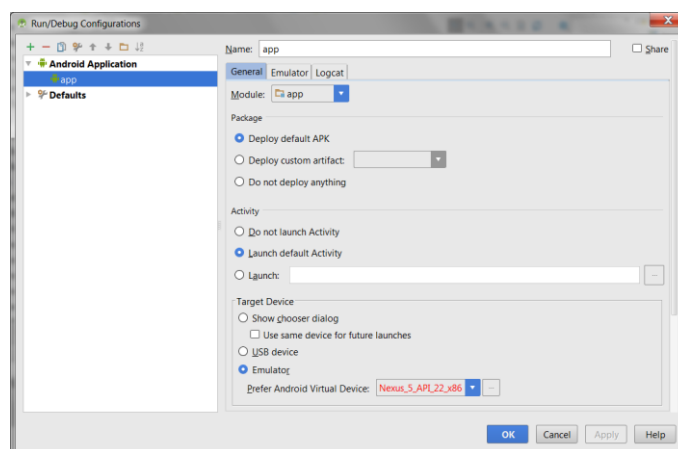 Run/Debug Configurations
Name: app
Share
Android Application
app
Defaults
General Emulator Logcat
Module: app
Package
Deploy default APK
Deploy custom artifact:
Do not deploy anything
Activity
Do not launch Activity
Launch default Activity
Launch:
...
Target Device
Show chooser dialog
Use same device for future launches
USB device
Emulator
Prefer Android Virtual Device: Nexus_5_API_22_x86 ...
OK Cancel Apply Help